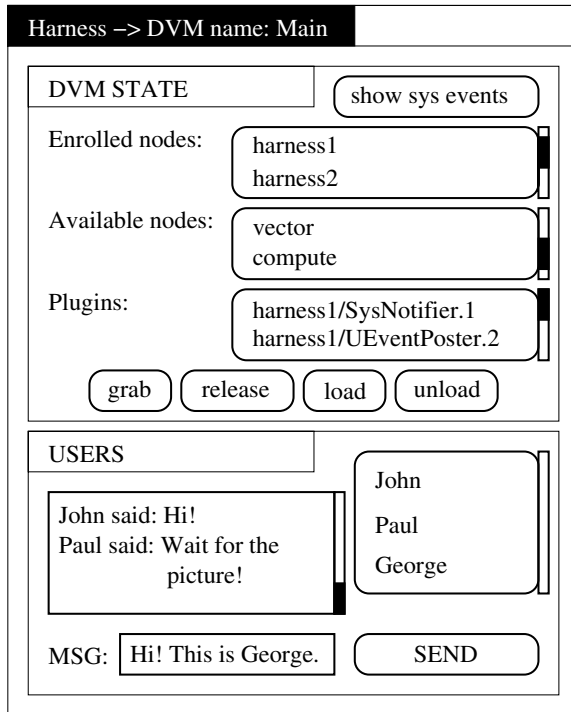 Harness −> DVM name: Main
DVM STATE
show sys events
Enrolled nodes:
harness1
harness2
Available nodes:
vector
compute
Plugins:
harness1/SysNotifier.1
harness1/UEventPoster.2
grab release load unload
USERS
John said: Hi!
Paul said: Wait for the
picture!
John
Paul
George
MSG: Hi! This is George. SEND